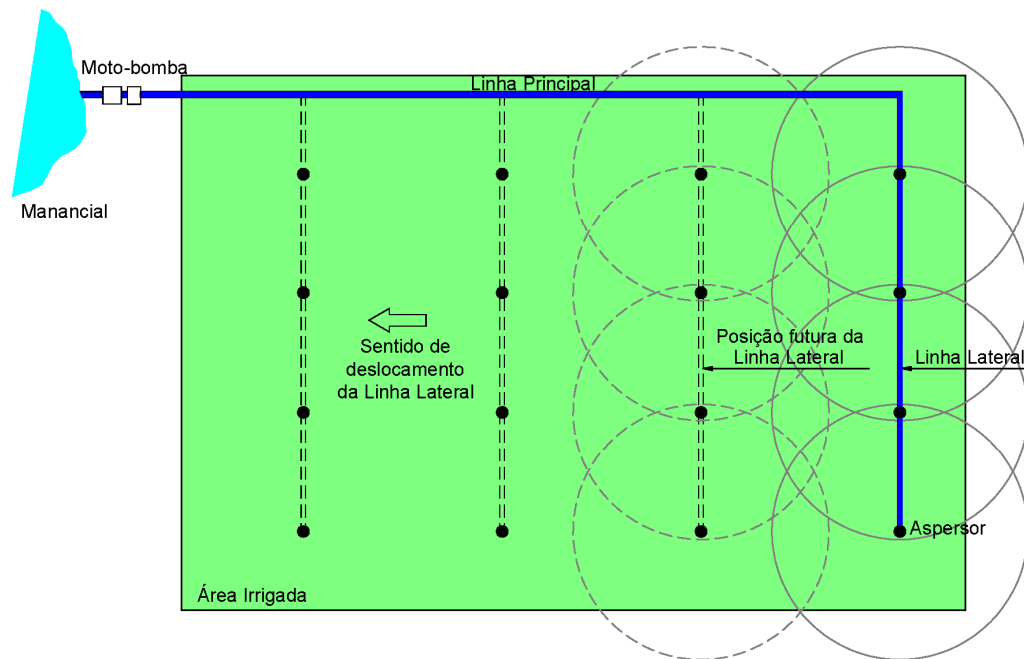 Moto-bomba
Linha Principal
Manancial
Posição futura da
Linha Lateral
Linha Lateral
Sentido de
deslocamento
da Linha Lateral
Aspersor
Área Irrigada